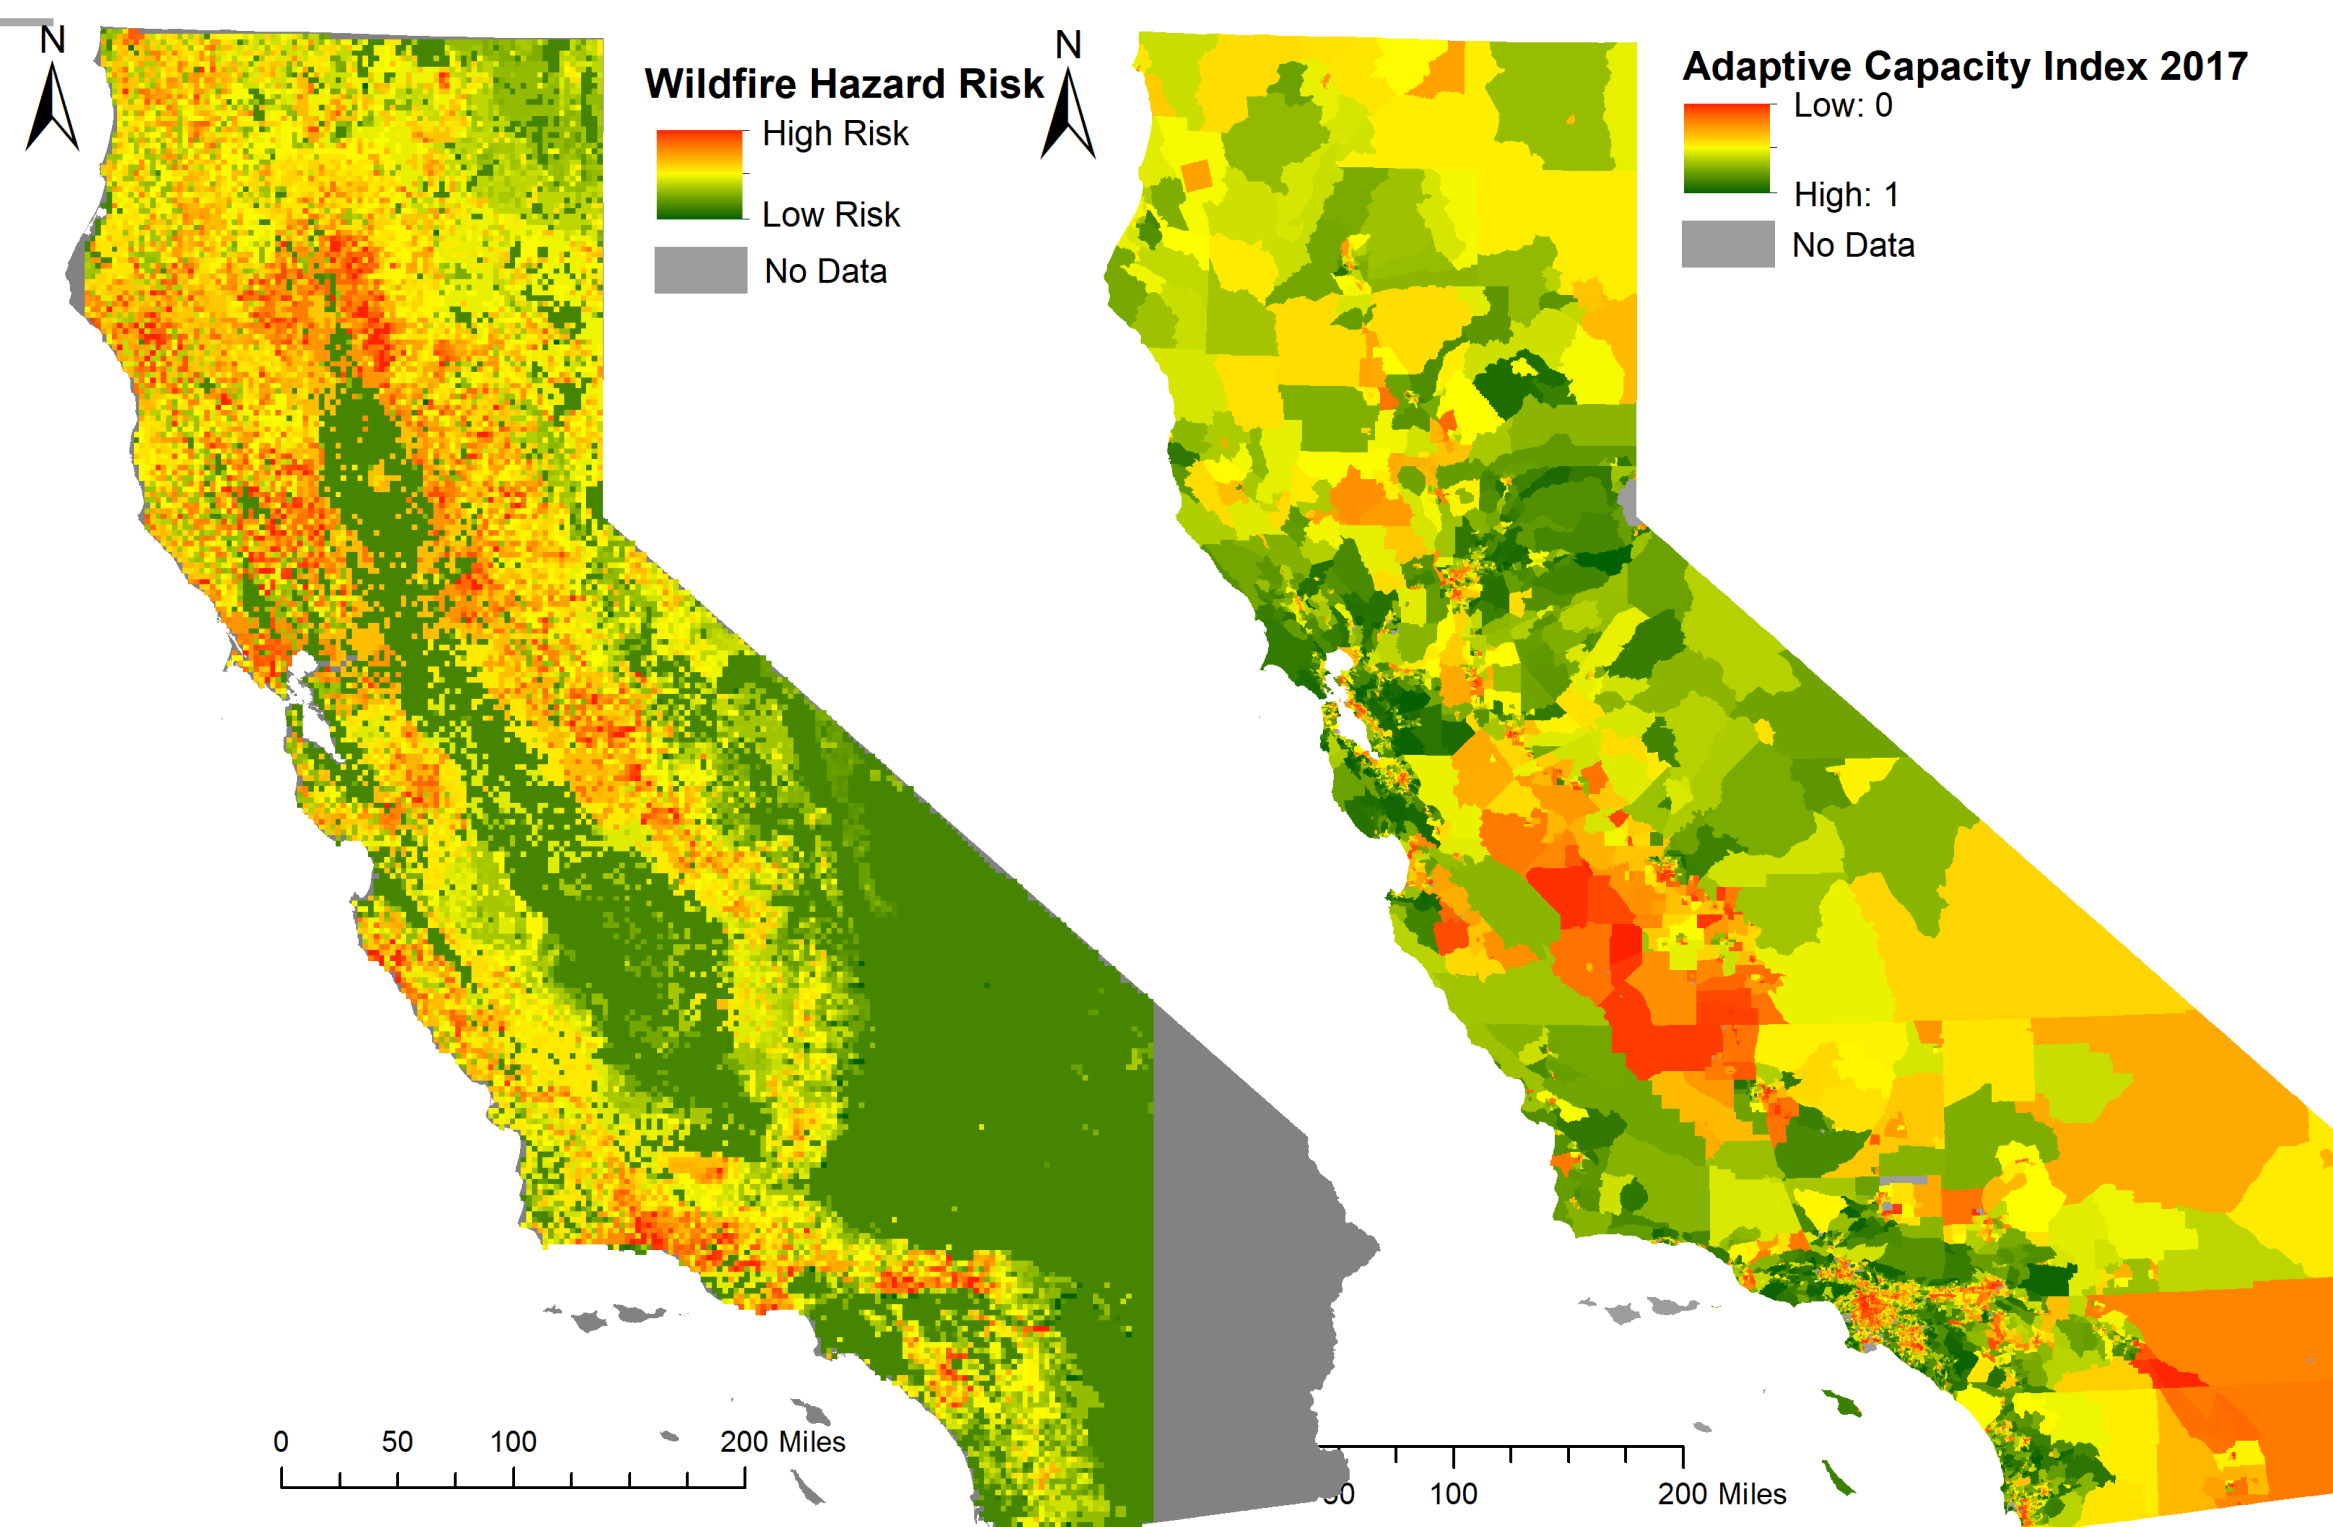 N
Wildfire Hazard Risk
High Risk
Low Risk
No Data
0 50 100 200 Miles
N
Adaptive Capacity Index 2017
Low: 0
High: 1
No Data
100 200 Miles